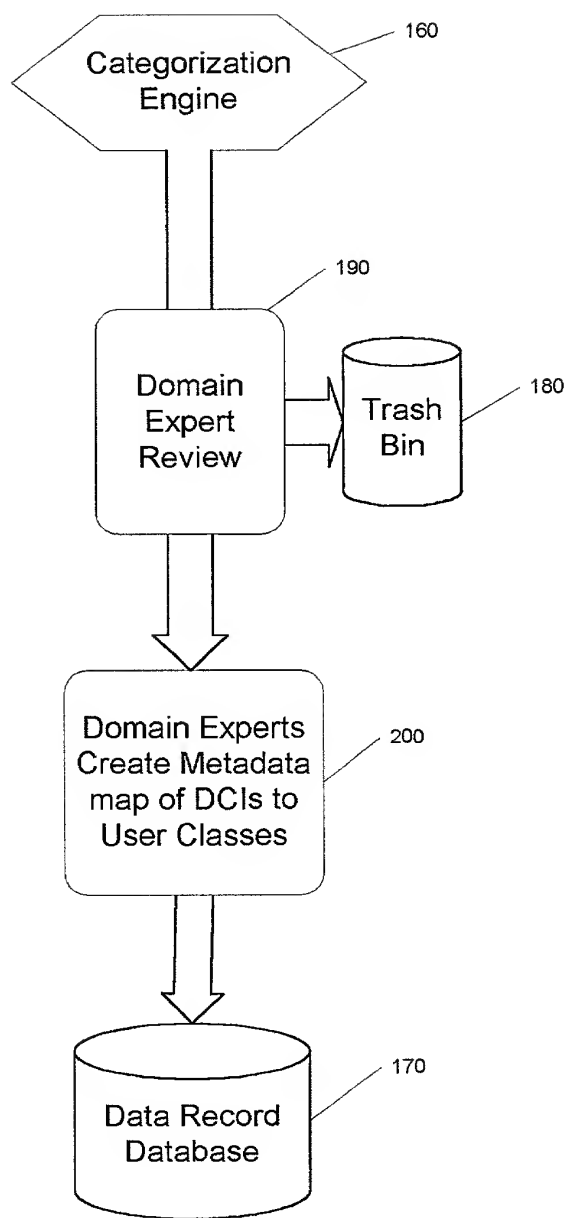 160
Categorization
Engine
190
Domain
Expert
Review
Trash
Bin
180
Domain Experts
Create Metadata
map of DCIs to
User Classes
200
Data Record
Database
170